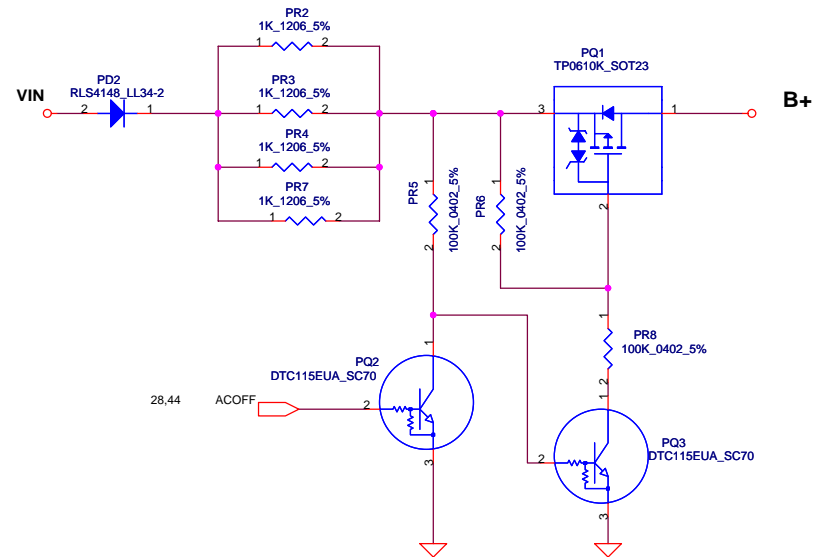 PR2
1K_1206_5%
1 2
PQ1
TP0610K_SOT23
PD2
RLS4148_LL34-2
VIN
2 1
PR3
1K_1206_5%
1 2
3 1
B+
PR4
1K_1206_5%
1 2
PR7
1K_1206_5%
1 2
PR5
100K_0402_5%
1 2
PR6
100K_0402_5%
1 2
2
PR8
100K_0402_5%
1 2
PQ2
DTC115EUA_SC70
1
28,44 ACOFF
2
3
PQ3
DTC115EUA_SC70
1
2
3